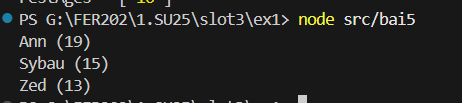 PS G:\FER202\1.SU25\slot3\ex1> node src/bai5
Ann (19)
Sybau (15)
Zed (13)